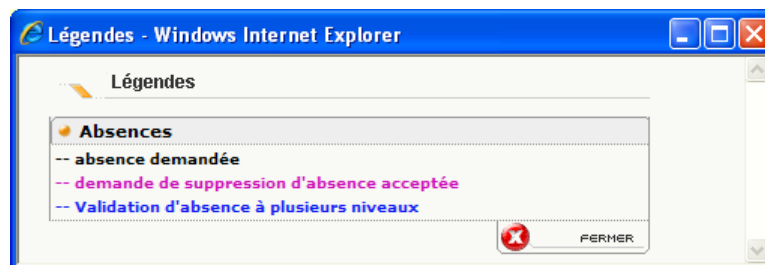 Légendes - Windows Internet Explorer
Légendes
Absences
-- absence demandée
-- demande de suppression d'absence acceptée
-- Validation d'absence à plusieurs niveaux
FERMER